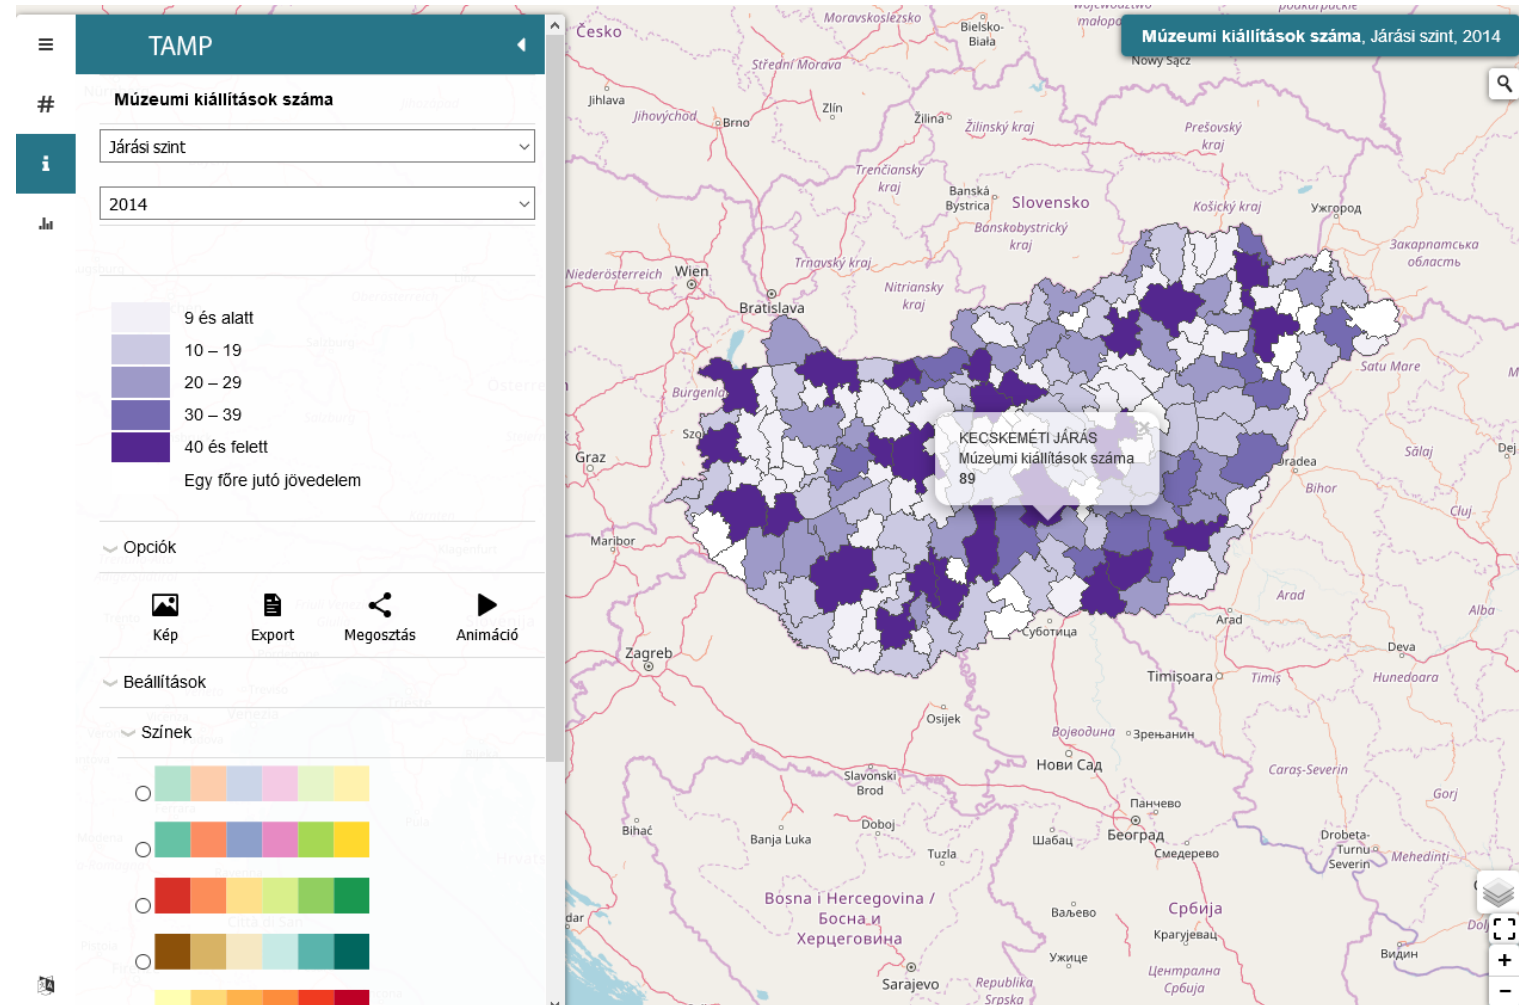 TAMP
#
Múzeumi kiállítások száma
Járási szint
2014
9 és alatt
10 – 19
20 – 29
30 – 39
40 és felett
Egy főre jutó jövedelem
Opciók
Kép
Export
Megosztás
Animáció
Beállítások
Színek
Múzeumi kiállítások száma, Járási szint, 2014
Česko
Moravskoslezsko
Bielsko-
Biała
Nowy Sącz
Střední Morava
Jihlava
Jihovýchod
Brno
Zlín
Žilina
Žilinský kraj
Prešovský
kraj
Trenčiansky
kraj
Banská
Bystrica
Slovensko
Košický kraj
Ужгород
Banskobystrický
kraj
Закарпатська
область
Niederösterreich
Wien
Trnavský kraj
Nitriansky
kraj
Bratislava
Satu Mare
Burgenla
Szo
Graz
KECSKEMÉTI JÁRÁS
Múzeumi kiállítások száma
89
Oradea
Sălaj
Dej
Bihor
Cluj
Maribor
Arad
Arad
Alba
Суботица
Deva
Zagreb
Timișoara
Timiș
Hunedoara
Osijek
Војводина
Зрењанин
Нови Сад
Caraș-Severin
Slavonski
Brod
Gorj
Панчево
Bihać
Banja Luka
Doboj
Шабац
Београд
Drobeta-
Turnu
Severin
Mehedinți
Tuzla
Смедерево
Bosna i Hercegovina /
Босна и
Херцеговина
Ваљево
Србија
Крагујевац
Ужице
Видин
Централна
Србија
Sarajevo
Republika
Srpska
+
−